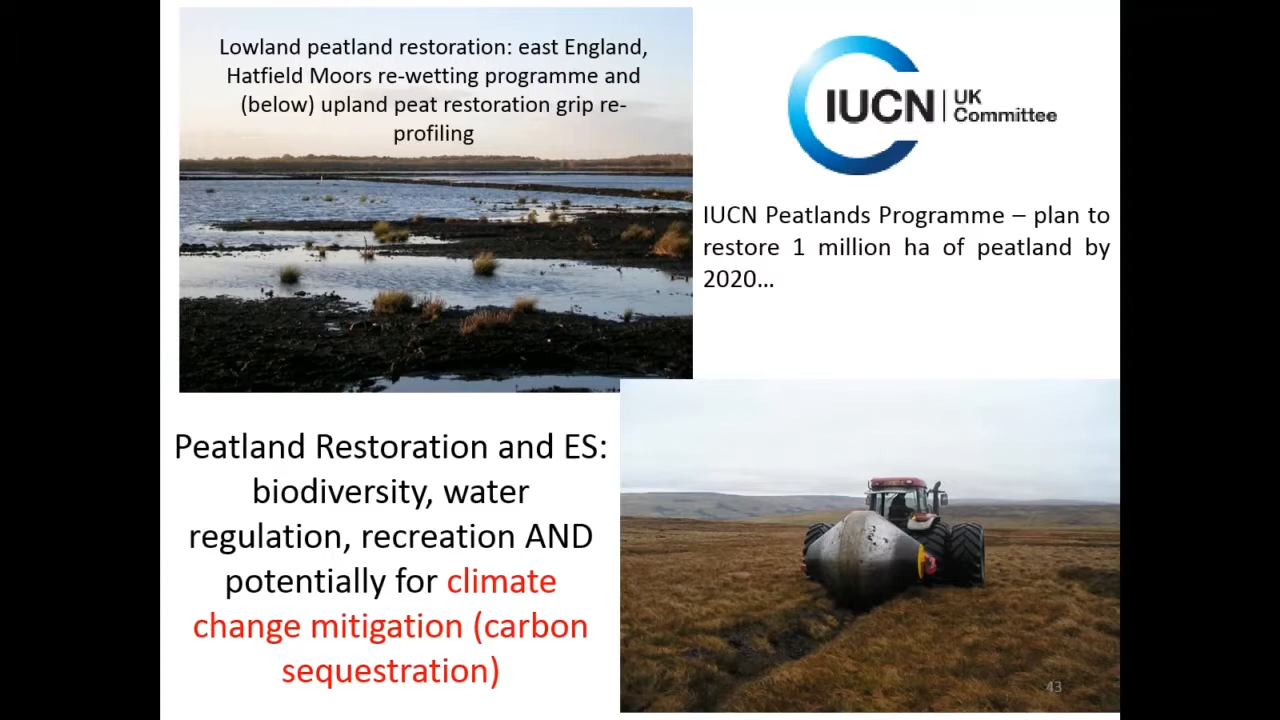 Lowland peatland restoration: east England,
Hatfield Moors re-wetting programme and
(below) upland peat restoration grip re-
profiling
IUCN
UK
Committee
IUCN Peatlands Programme – plan to
restore 1 million ha of peatland by
2020…
Peatland Restoration and ES:
biodiversity, water
regulation, recreation AND
potentially for climate
change mitigation (carbon
sequestration)
43